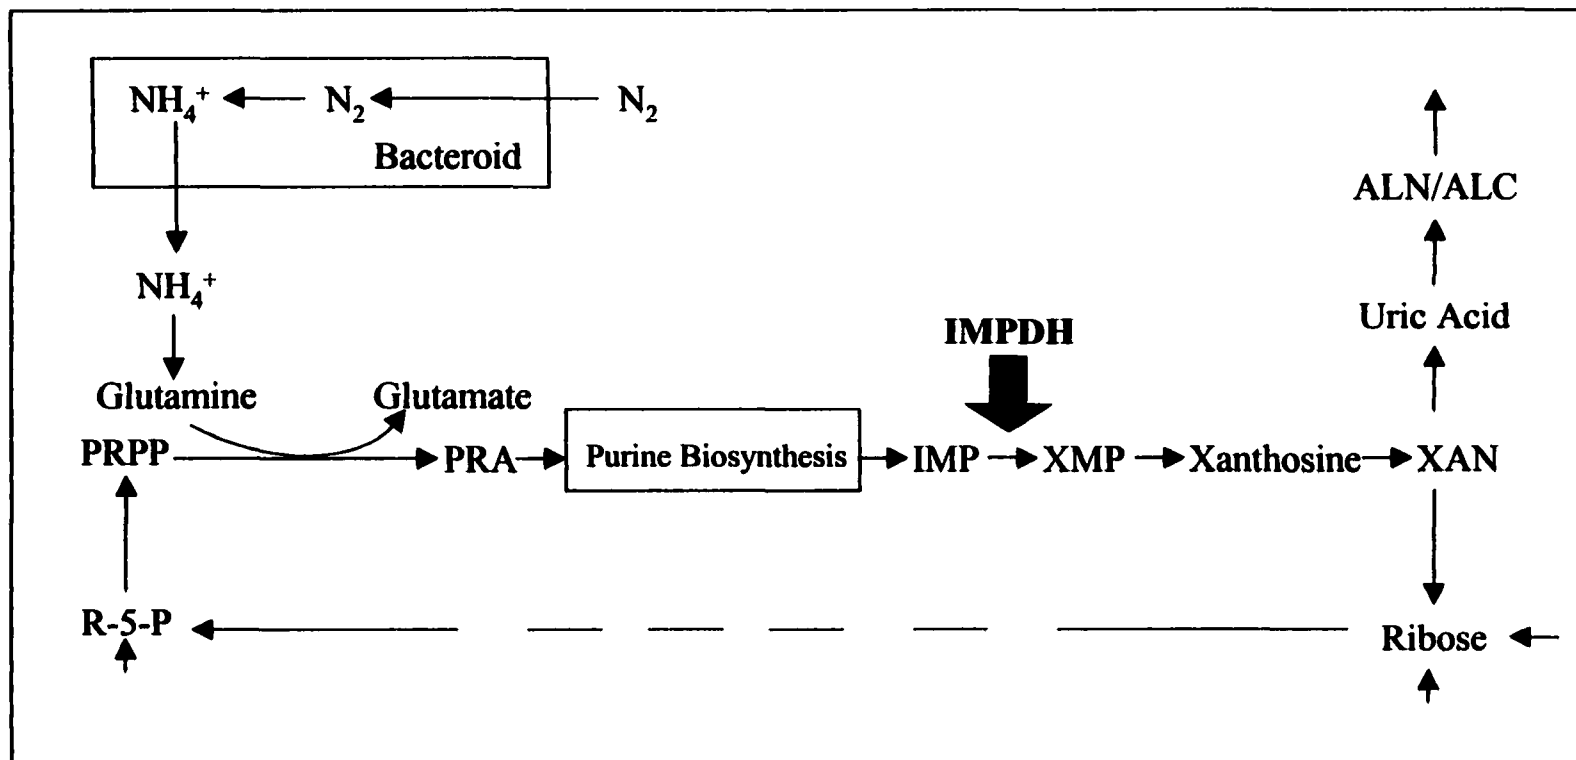 NH₄⁺ N₂ N₂
Bacteroid
ALN/ALC
NH₄⁺
Uric Acid
IMPDH
Glutamine Glutamate
PRPP PRA Purine Biosynthesis IMP XMP Xanthosine XAN
R-5-P Ribose